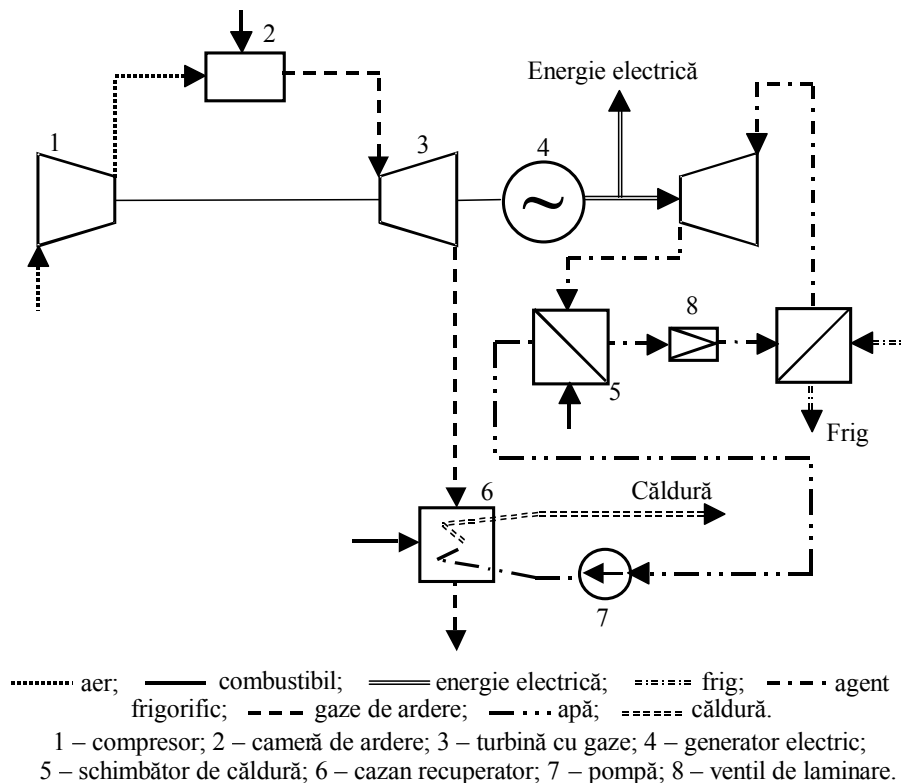 2
Energie electrică
1
3
4
~
8
5
Frig
6
Căldură
7
aer; combustibil; energie electrică; frig; agent
frigorific; gaze de ardere; apă; căldură.
1 – compresor; 2 – cameră de ardere; 3 – turbină cu gaze; 4 – generator electric;
5 – schimbător de căldură; 6 – cazan recuperator; 7 – pompă; 8 – ventil de laminare.